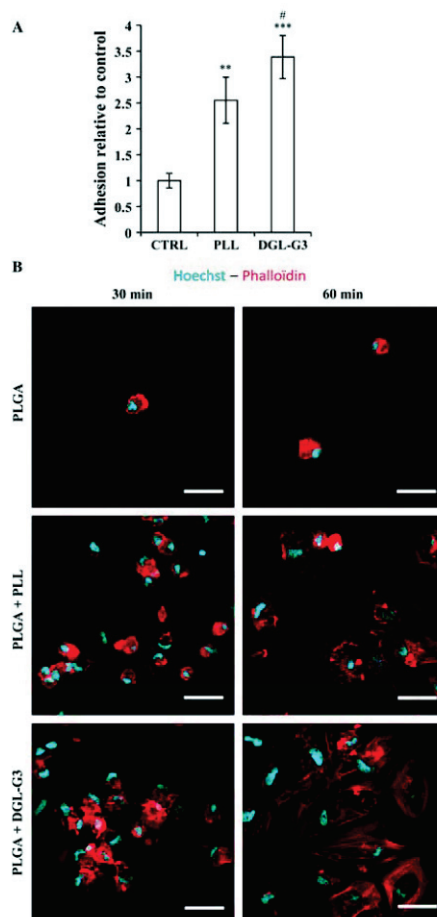 A
Adhesion relative to control
4
3.5
3
2.5
2
1.5
1
0.5
0
**
#
***
CTRL PLL DGL-G3
B
Hoechst – Phalloïdin
30 min 60 min
PLGA
PLGA + PLL
PLGA + DGL-G3